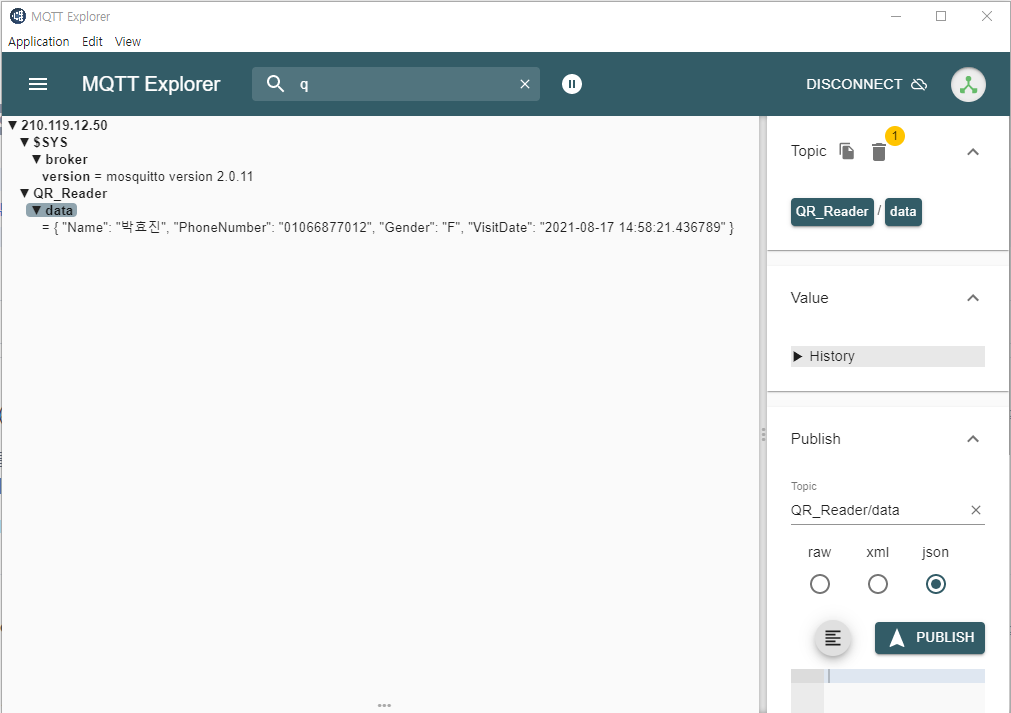 MQTT Explorer
Application Edit View
MQTT Explorer q DISCONNECT
▼ 210.119.12.50
▼ $SYS
▼ broker
version = mosquitto version 2.0.11
▼ QR_Reader
▼ data
= { "Name": "박효진", "PhoneNumber": "01066877012", "Gender": "F", "VisitDate": "2021-08-17 14:58:21.436789" }
Topic 1
QR_Reader / data
Value
▶ History
Publish
Topic
QR_Reader/data
raw xml json
PUBLISH